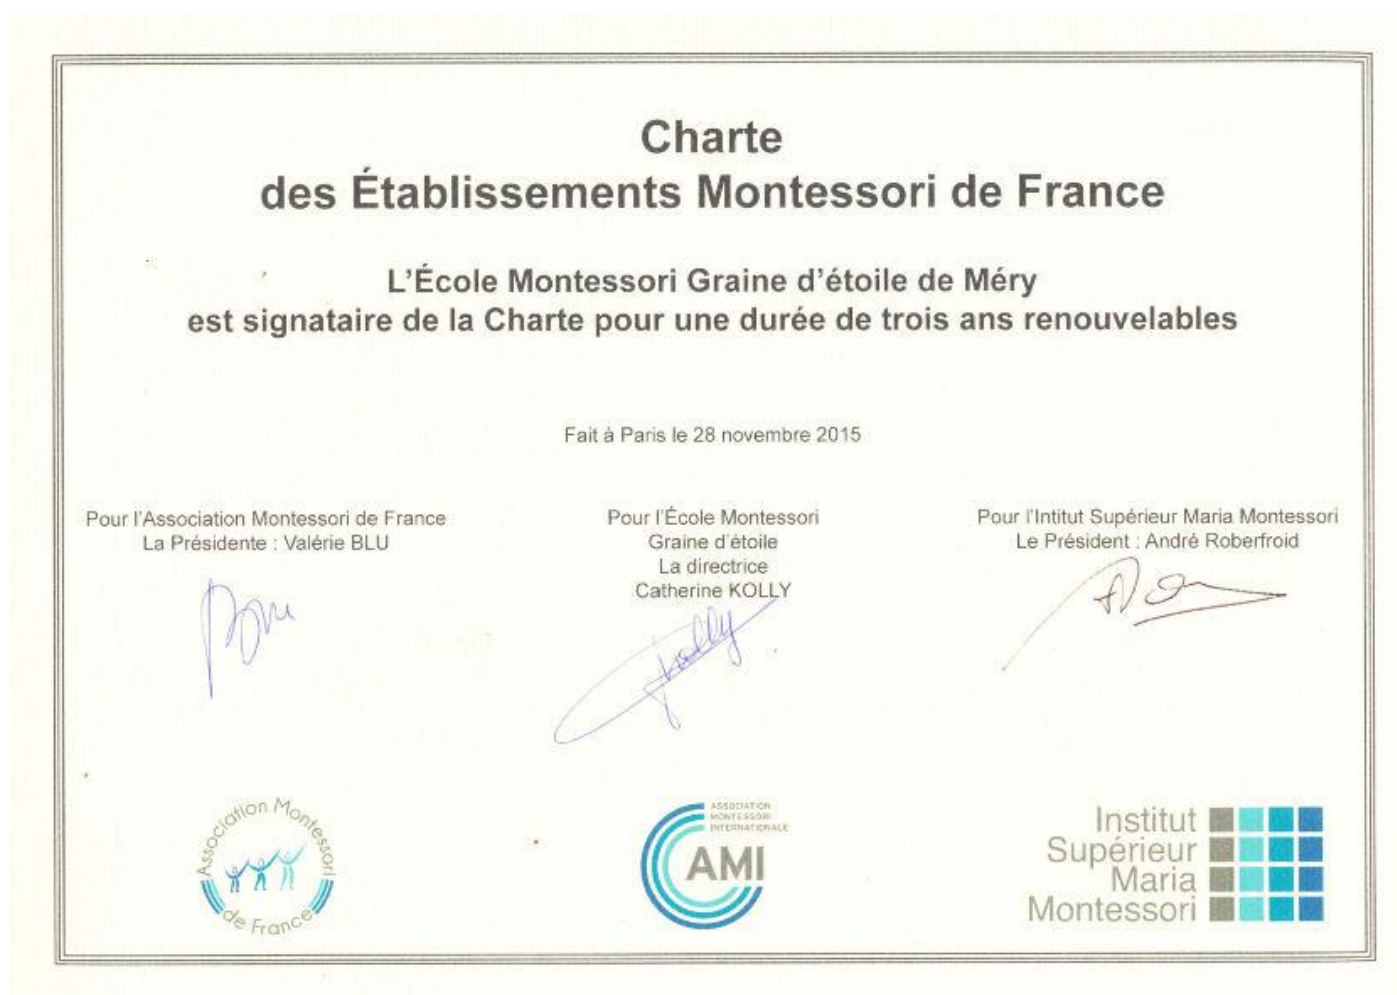 Charte
des Établissements Montessori de France
L'École Montessori Graine d'étoile de Méry
est signataire de la Charte pour une durée de trois ans renouvelables
Fait à Paris le 28 novembre 2015
Pour l'Association Montessori de France
La Présidente : Valérie BLU
Pour l'École Montessori
Graine d'étoile
La directrice
Catherine KOLLY
Pour l'Intitut Supérieur Maria Montessori
Le Président : André Roberfroid
Kolly
Association Montessori
de France
ASSOCIATION
MONTESSORI
INTERNATIONALE
AMI
Institut
Supérieur
Maria
Montessori